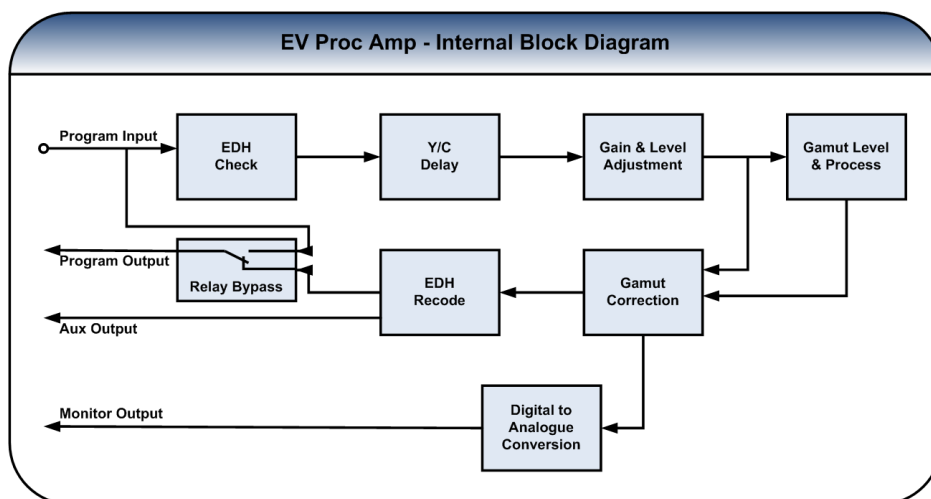 EV Proc Amp - Internal Block Diagram
Program Input
EDH
Check
Y/C
Delay
Gain & Level
Adjustment
Gamut Level
& Process
Program Output
Relay Bypass
EDH
Recode
Gamut
Correction
Aux Output
Monitor Output
Digital to
Analogue
Conversion